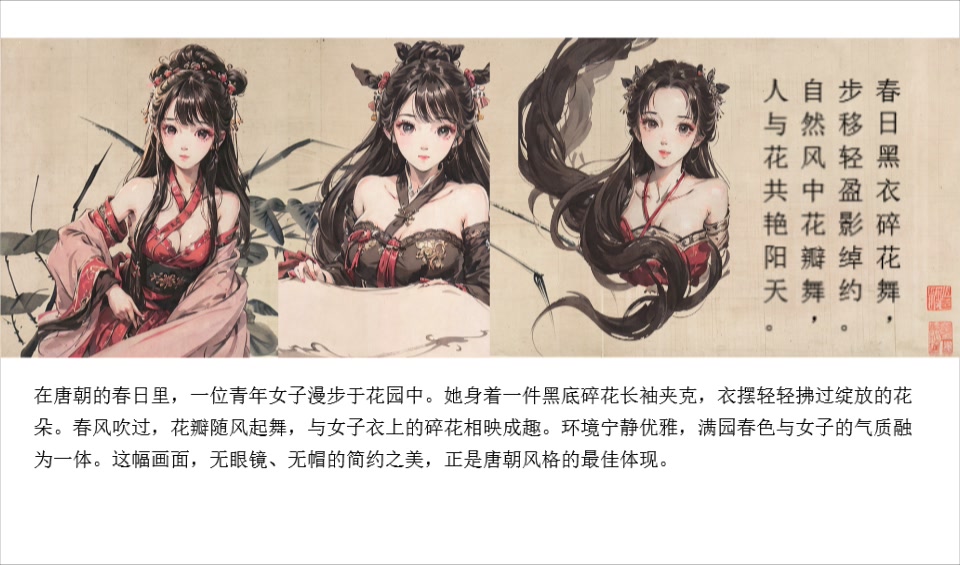 春日黑衣碎花舞，
步移轻盈影绰约。
自然风中花瓣舞，
人与花共艳阳天。
在唐朝的春日里，一位青年女子漫步于花园中。她身着一件黑底碎花长袖夹克，衣摆轻轻拂过绽放的花
朵。春风吹过，花瓣随风起舞，与女子衣上的碎花相映成趣。环境宁静优雅，满园春色与女子的气质融
为一体。这幅画面，无眼镜、无帽的简约之美，正是唐朝风格的最佳体现。